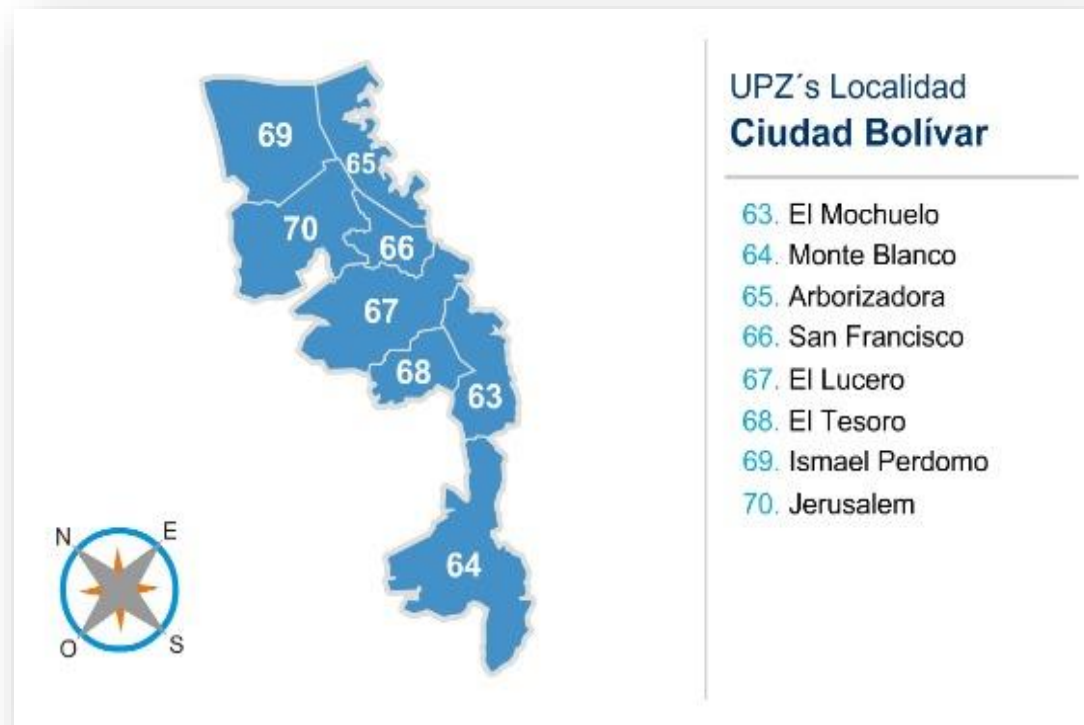 UPZ´s Localidad
Ciudad Bolívar
63. El Mochuelo
64. Monte Blanco
65. Arborizadora
66. San Francisco
67. El Lucero
68. El Tesoro
69. Ismael Perdomo
70. Jerusalem
69
65
70
66
67
68
63
64
N
E
O
S